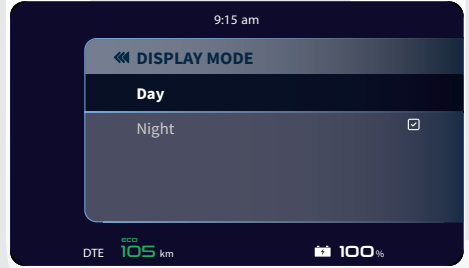 9:15 am
DISPLAY MODE
Day
Night
DTE ECO 105 km 100%